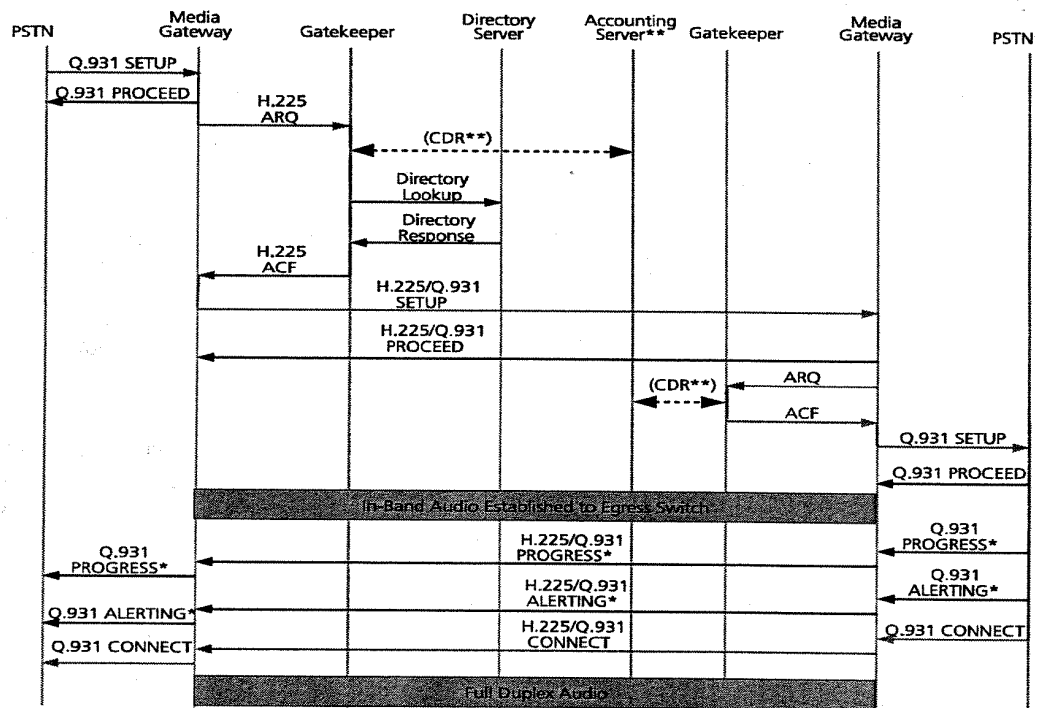 PSTN
Media
Gateway
Gatekeeper
Directory
Server
Accounting
Server**
Gatekeeper
Media
Gateway
PSTN
Q.931 SETUP
Q.931 PROCEED
H.225
ARQ
(CDR**)
Directory
Lookup
Directory
Response
H.225
ACF
H.225/Q.931
SETUP
H.225/Q.931
PROCEED
ARQ
(CDR**)
ACF
Q.931 SETUP
Q.931 PROCEED
In-Band Audio Established to Egress Switch
Q.931
PROGRESS*
H.225/Q.931
PROGRESS*
Q.931
PROGRESS*
Q.931
ALERTING*
H.225/Q.931
ALERTING*
Q.931 ALERTING*
Q.931 CONNECT
H.225/Q.931
CONNECT
Q.931 CONNECT
Full Duplex Audio